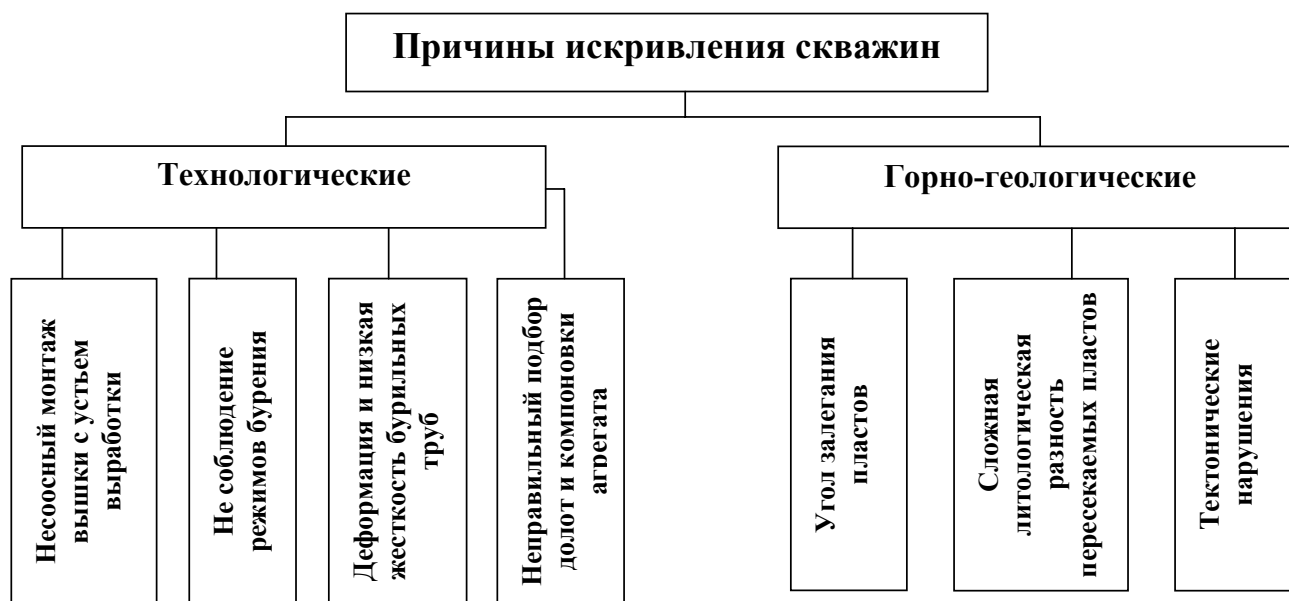 Причины искривления скважин
Технологические
Горно-геологические
Несоосный монтаж
вышки с устьем
выработки
Не соблюдение
режимов бурения
Деформация и низкая
жесткость бурильных
труб
Неправильный подбор
долот и компоновки
агрегата
Угол залегания
пластов
Сложная
литологическая
разность
пересекаемых пластов
Тектонические
нарушения